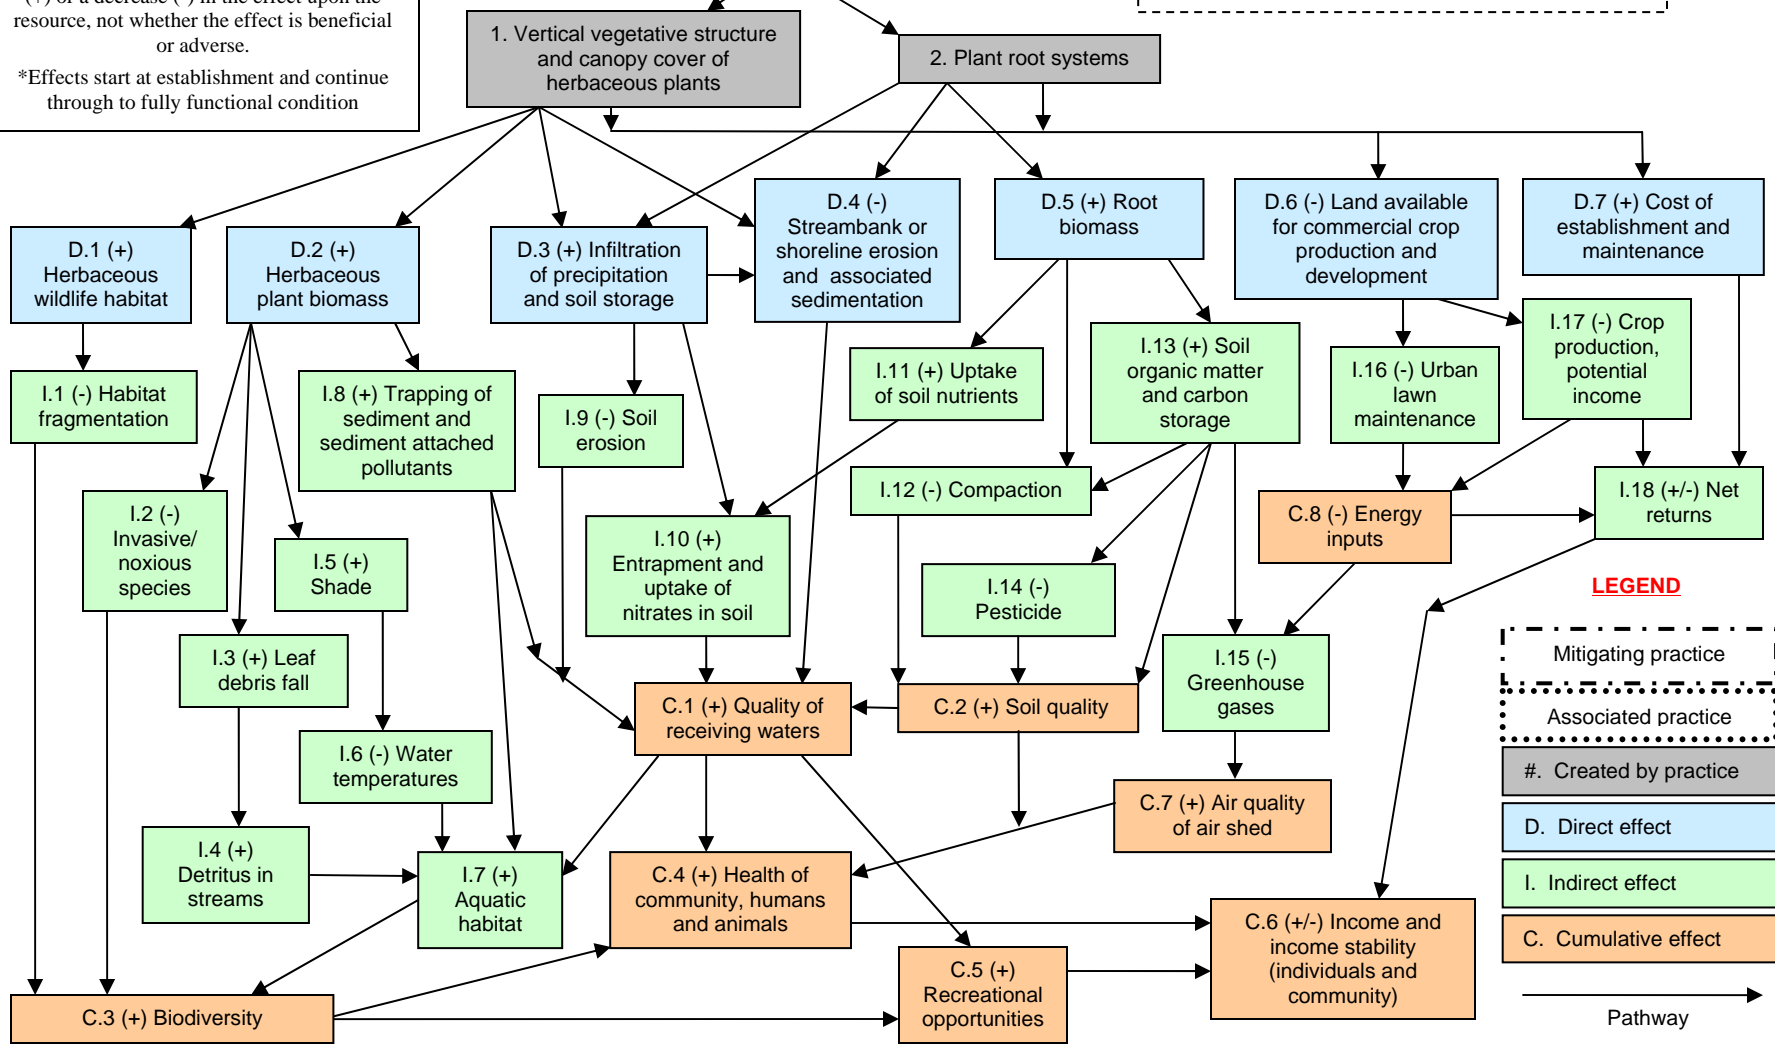 (+) or a decrease (-) in the effect upon the
resource, not whether the effect is beneficial
or adverse.
*Effects start at establishment and continue
through to fully functional condition
1. Vertical vegetative structure
and canopy cover of
herbaceous plants
2. Plant root systems
D.1 (+)
Herbaceous
wildlife habitat
D.2 (+)
Herbaceous
plant biomass
D.3 (+) Infiltration
of precipitation
and soil storage
D.4 (-)
Streambank or
shoreline erosion
and associated
sedimentation
D.5 (+) Root
biomass
D.6 (-) Land available
for commercial crop
production and
development
D.7 (+) Cost of
establishment and
maintenance
I.1 (-) Habitat
fragmentation
I.8 (+) Trapping of
sediment and
sediment attached
pollutants
I.9 (-) Soil
erosion
I.11 (+) Uptake
of soil nutrients
I.13 (+) Soil
organic matter
and carbon
storage
I.16 (-) Urban
lawn
maintenance
I.17 (-) Crop
production,
potential
income
I.2 (-)
Invasive/
noxious
species
I.5 (+)
Shade
I.10 (+)
Entrapment and
uptake of
nitrates in soil
I.12 (-) Compaction
I.14 (-)
Pesticide
C.8 (-) Energy
inputs
I.18 (+/-) Net
returns
I.3 (+) Leaf
debris fall
I.6 (-) Water
temperatures
C.1 (+) Quality of
receiving waters
C.2 (+) Soil quality
I.15 (-)
Greenhouse
gases
I.4 (+)
Detritus in
streams
I.7 (+)
Aquatic
habitat
C.4 (+) Health of
community, humans
and animals
C.7 (+) Air quality
of air shed
C.3 (+) Biodiversity
C.5 (+)
Recreational
opportunities
C.6 (+/-) Income and
income stability
(individuals and
community)
LEGEND
Mitigating practice
Associated practice
#. Created by practice
D. Direct effect
I. Indirect effect
C. Cumulative effect
Pathway